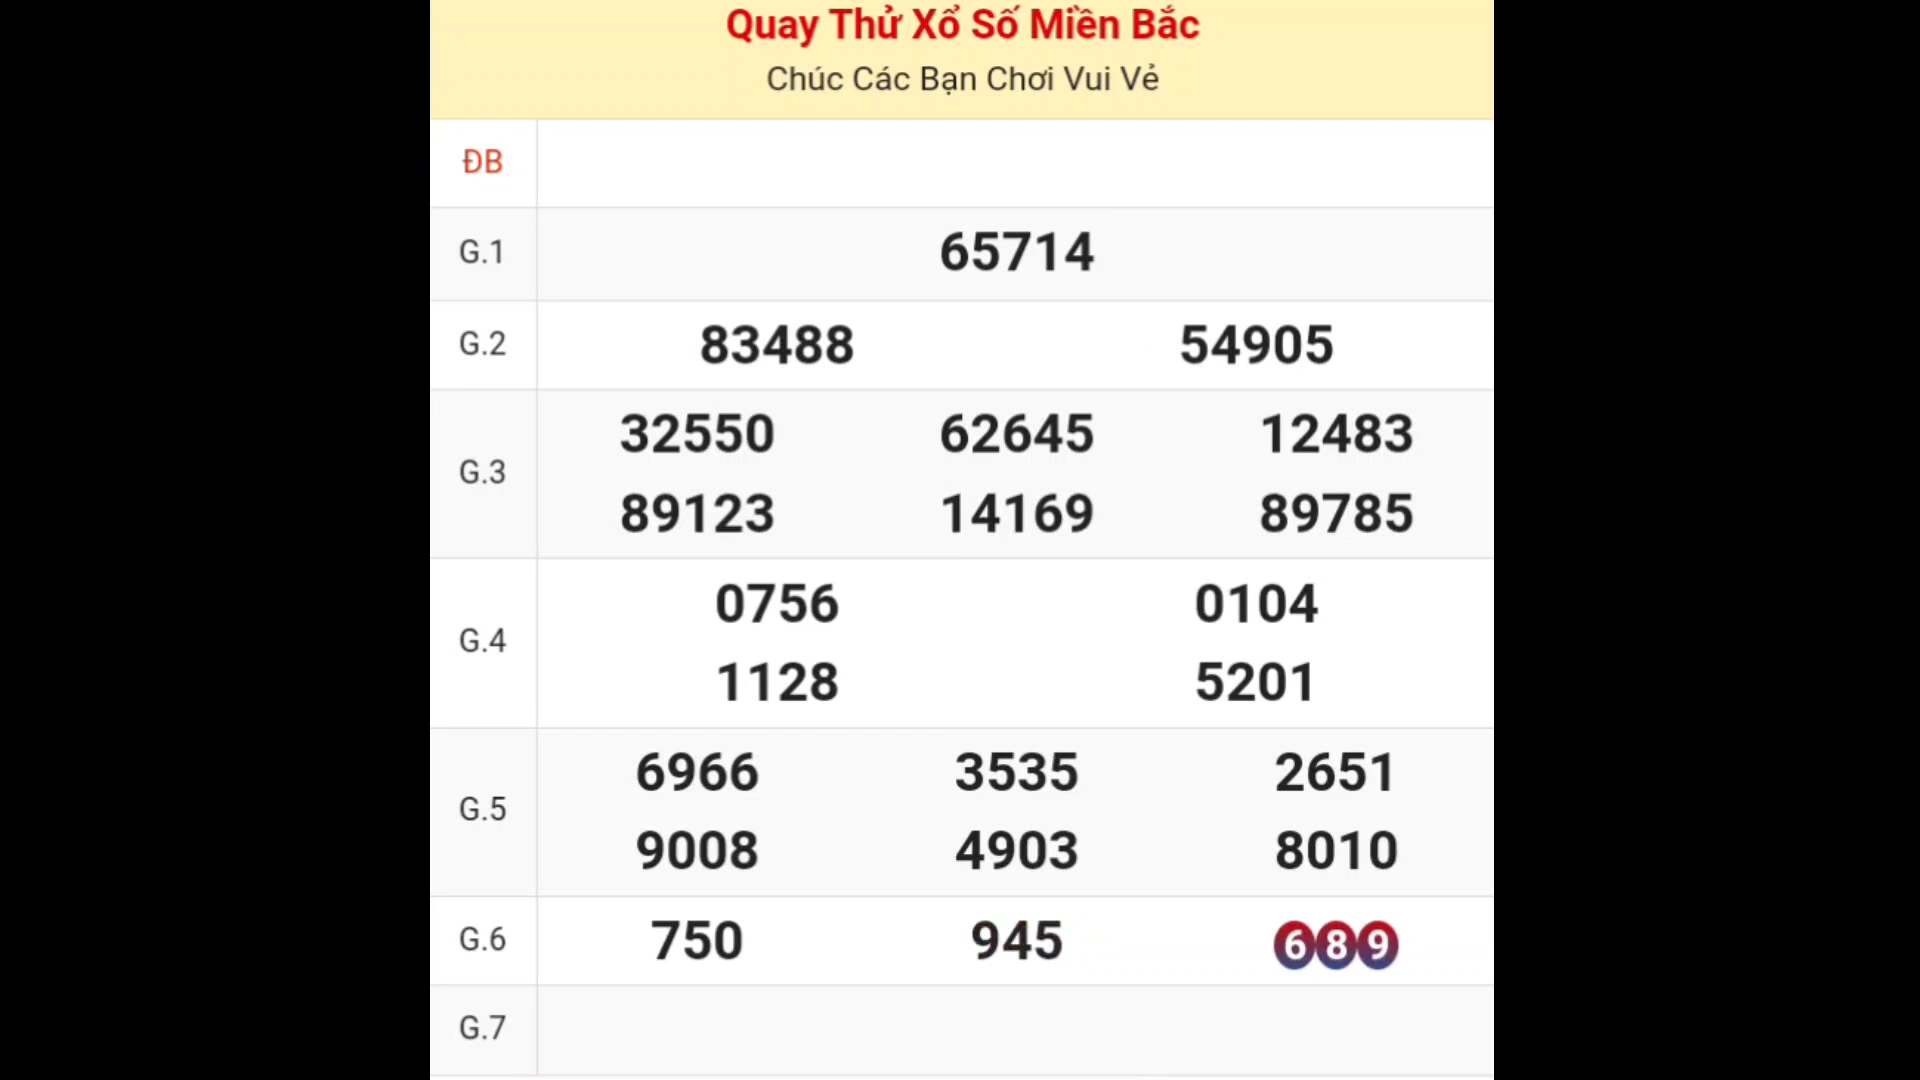 Quay Thử Xổ Số Miền Bắc
Chúc Các Bạn Chơi Vui Vẻ
ĐB
G.1 65714
G.2 83488 54905
G.3 32550 62645 12483
89123 14169 89785
G.4 0756 0104
1128 5201
G.5 6966 3535 2651
9008 4903 8010
G.6 750 945 689
G.7